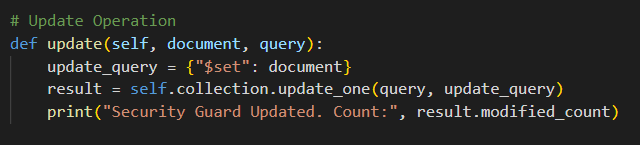 # Update Operation
def update(self, document, query):
    update_query = {"$set": document}
    result = self.collection.update_one(query, update_query)
    print("Security Guard Updated. Count:", result.modified_count)